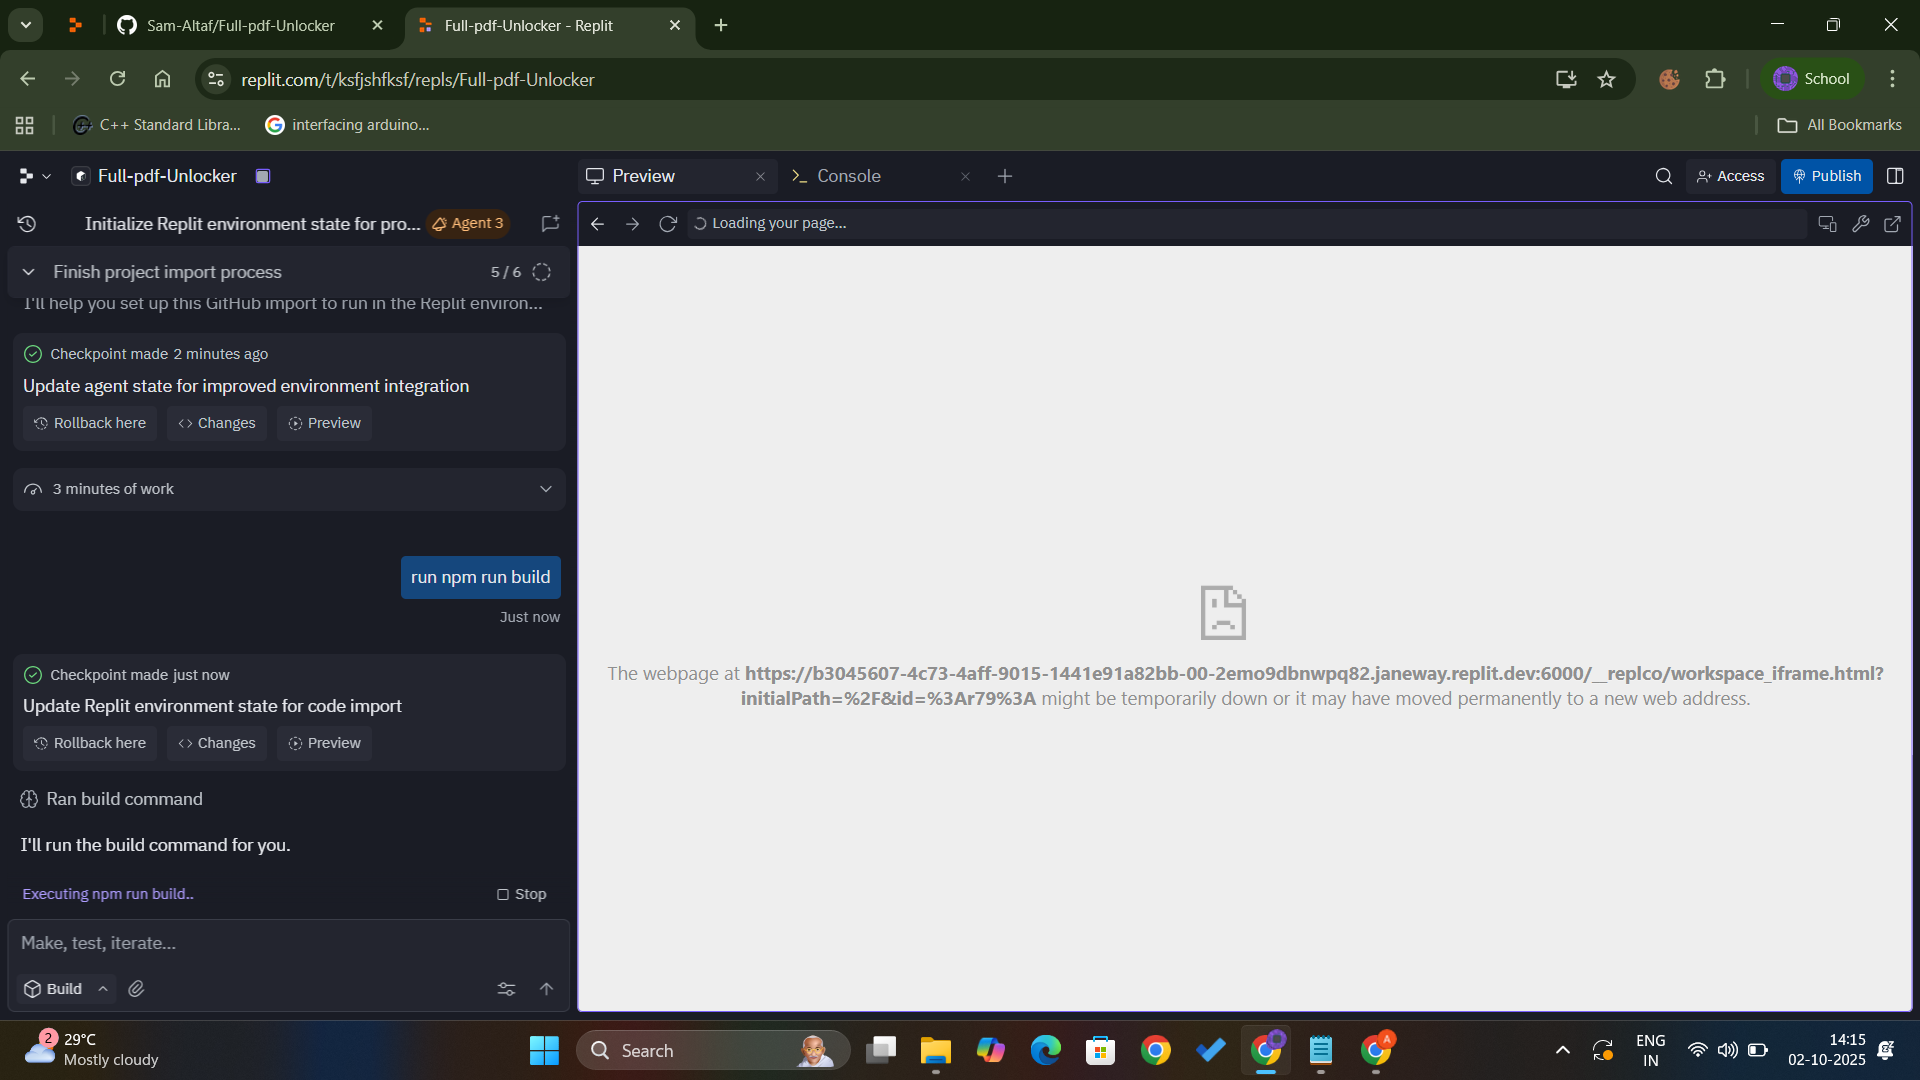 Sam-Altaf/Full-pdf-Unlocker
Full-pdf-Unlocker - Replit
replit.com/t/ksfjshfksf/repls/Full-pdf-Unlocker
School
C++ Standard Libra...
interfacing arduino...
All Bookmarks
Full-pdf-Unlocker
Preview
Console
Access
Publish
Initialize Replit environment state for pro...
Agent 3
Loading your page...
Finish project import process
5 / 6
I'll help you set up this GitHub import to run in the Replit environ...
Checkpoint made 2 minutes ago
Update agent state for improved environment integration
Rollback here
Changes
Preview
3 minutes of work
run npm run build
Just now
The webpage at https://b3045607-4c73-4aff-9015-1441e91a82bb-00-2emo9dbnwpq82.janeway.replit.dev:6000/__replco/workspace_iframe.html?
initialPath=%2F&id=%3Ar79%3A might be temporarily down or it may have moved permanently to a new web address.
Checkpoint made just now
Update Replit environment state for code import
Rollback here
Changes
Preview
Ran build command
I'll run the build command for you.
Executing npm run build..
Stop
Make, test, iterate...
Build
2
29°C
Mostly cloudy
Search
A
ENG
IN
14:15
02-10-2025